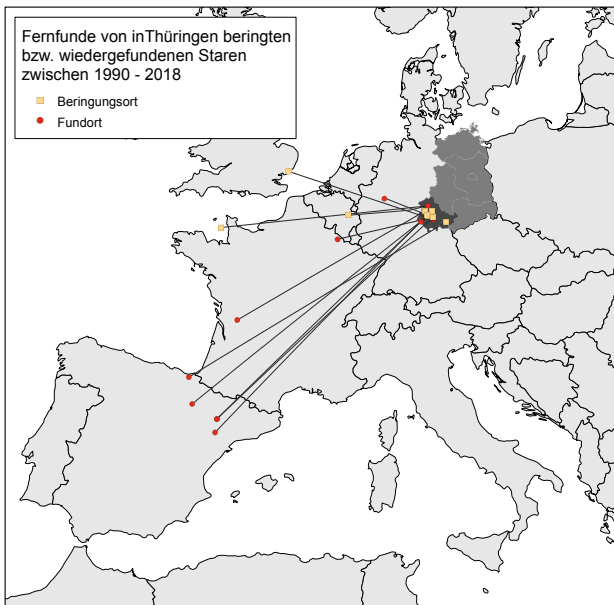 Fernfunde von inThüringen beringten
bzw. wiedergefundenen Staren
zwischen 1990 - 2018
Beringungsort
Fundort